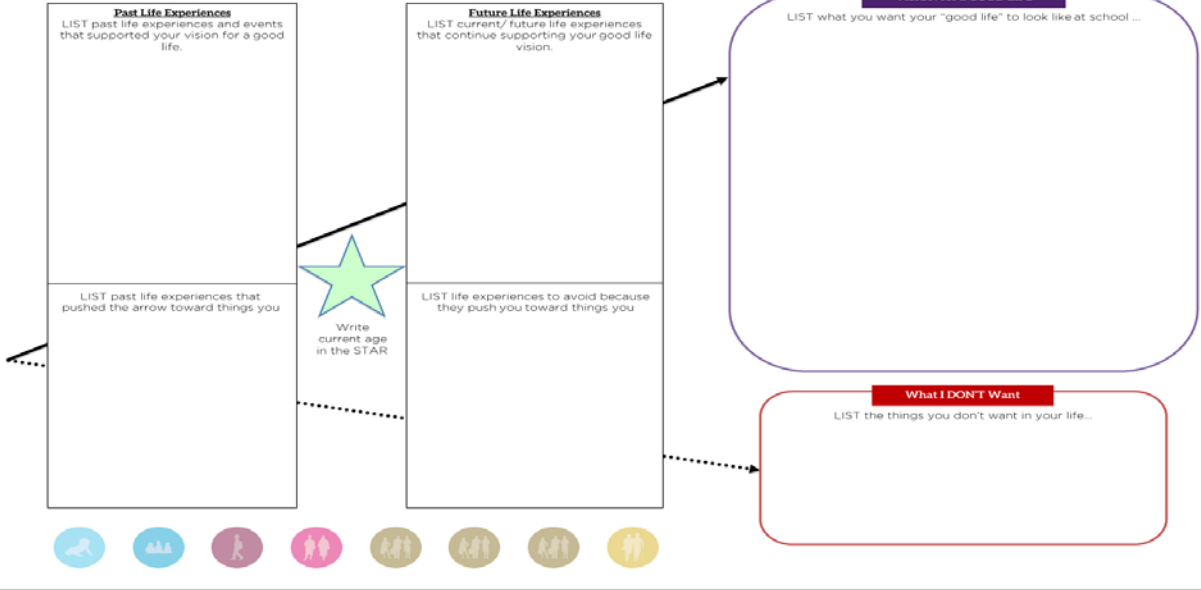 Past Life Experiences
LIST past life experiences and events
that supported your vision for a good
life.
LIST past life experiences that
pushed the arrow toward things you
Write
current age
in the STAR
Future Life Experiences
LIST current/ future life experiences
that continue supporting your good life
vision.
LIST life experiences to avoid because
they push you toward things you
LIST what you want your "good life" to look like at school ...
What I DON'T Want
LIST the things you don't want in your life...